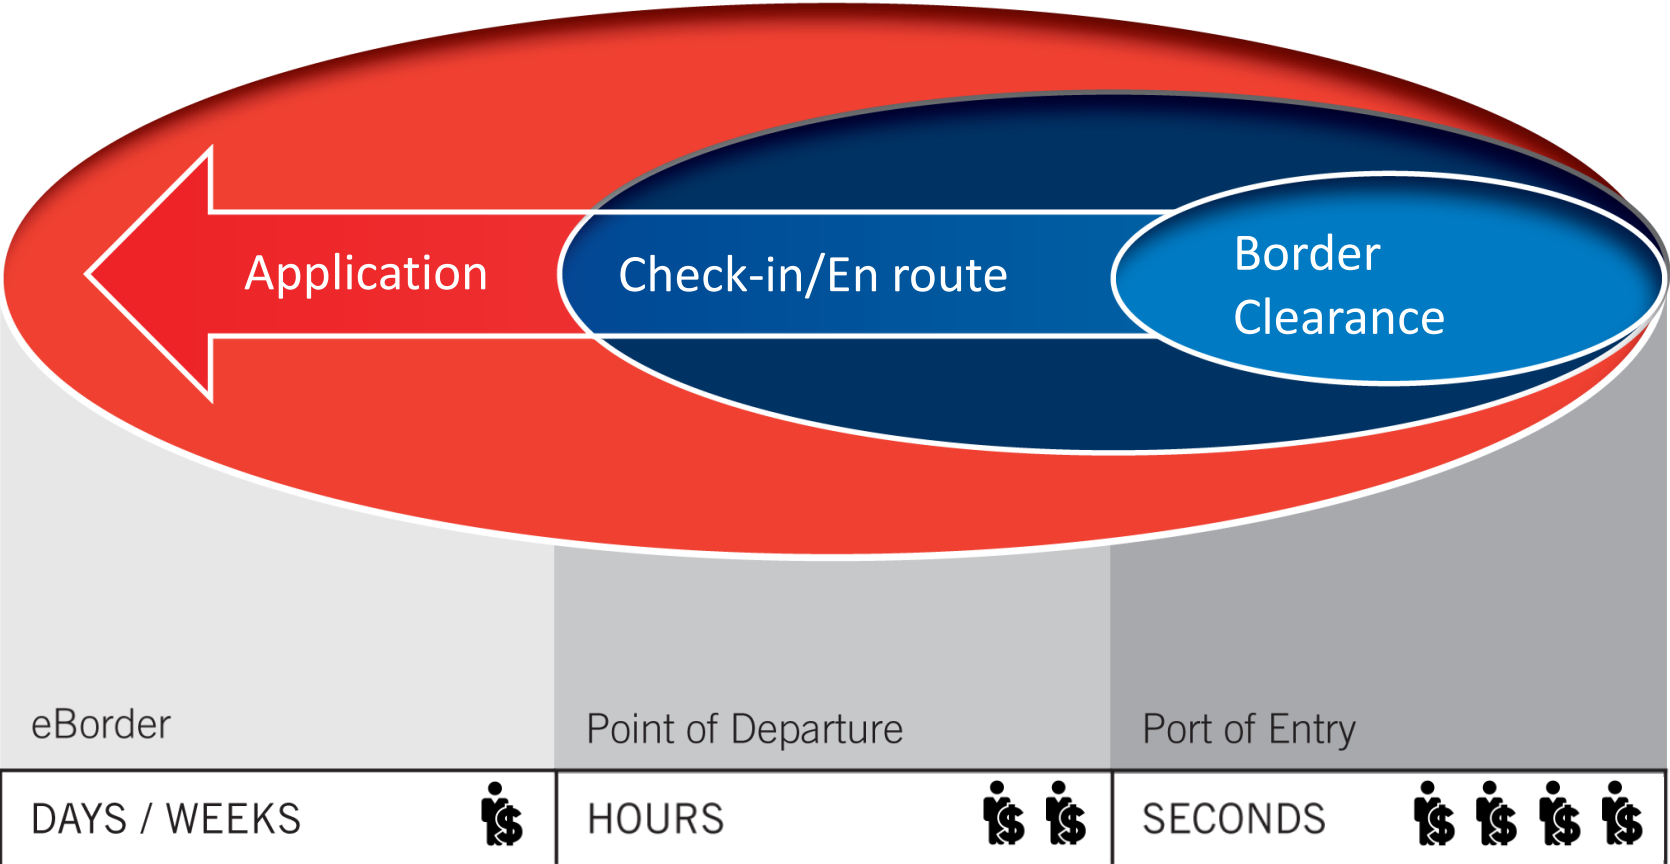 Application
Check-in/En route
Border
Clearance
eBorder
Point of Departure
Port of Entry
DAYS / WEEKS
HOURS
SECONDS